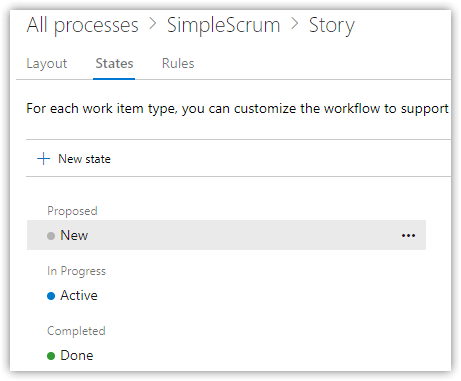 All processes > SimpleScrum > Story
Layout States Rules
For each work item type, you can customize the workflow to support
+ New state
Proposed
New ...
In Progress
Active
Completed
Done